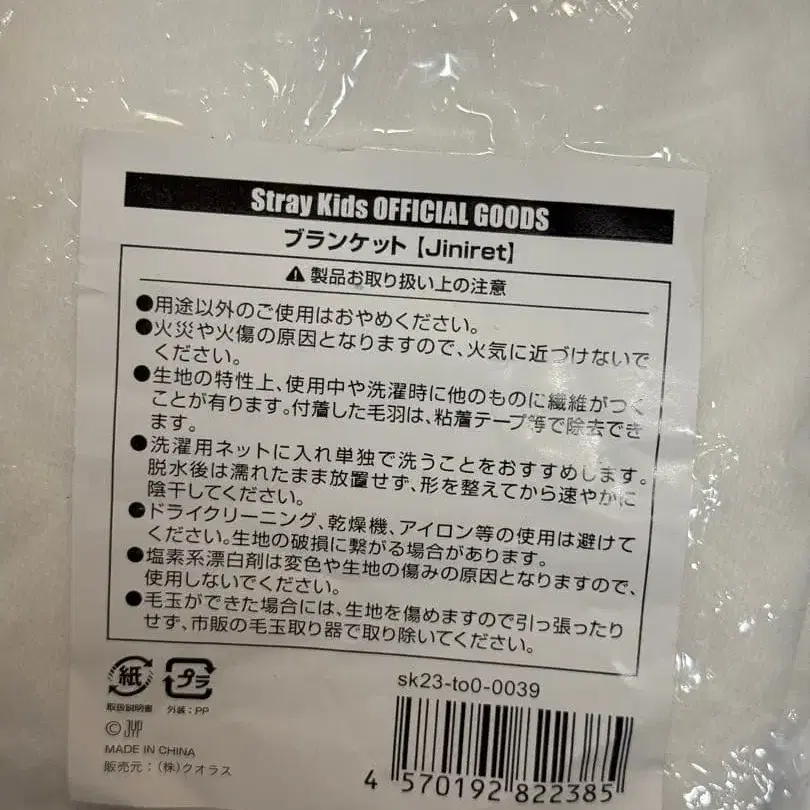 Stray Kids OFFICIAL GOODS
ブランケット【Jiniret】
⚠ 製品お取り扱い上の注意
●用途以外のご使用はおやめください。
●火災や火傷の原因となりますので、火気に近づけないで
ください。
●生地の特性上、使用中や洗濯時に他のものに繊維がつく
ことが有ります。付着した毛羽は、粘着テープ等で除去でき
ます。
●洗濯用ネットに入れ単独で洗うことをおすすめします。
脱水後は濡れたまま放置せず、形を整えてから速やかに
陰干してください。
●ドライクリーニング、乾燥機、アイロン等の使用は避けて
ください。生地の破損に繋がる場合があります。
●塩素系漂白剤は変色や生地の傷みの原因となりますので、
使用しないでください。
●毛玉ができた場合には、生地を傷めますので引っ張ったり
せず、市販の毛玉取り器で取り除いてください。
紙 プラ
取扱説明書 外装：PP
© JYP
MADE IN CHINA
販売元：(株)クオラス
sk23-to0-0039
4 570192 822385